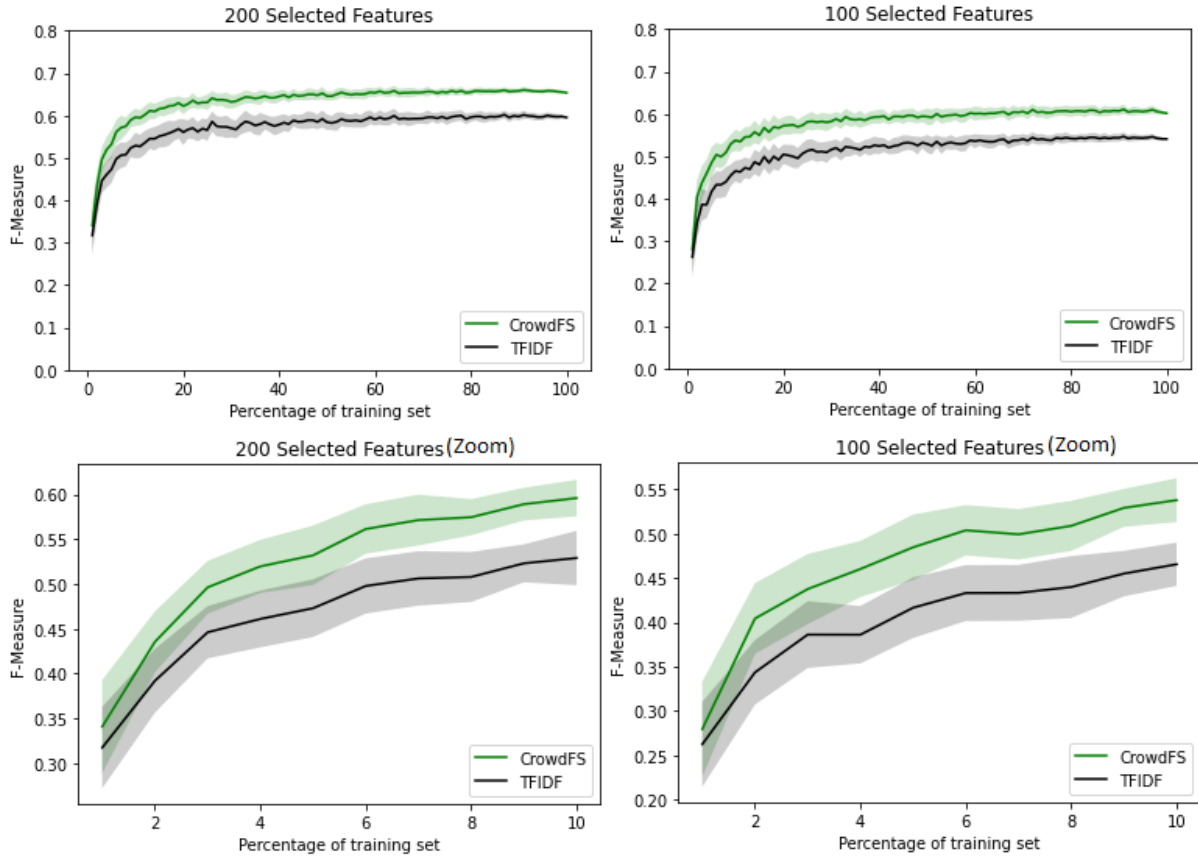 200 Selected Features
0.8
0.7
0.6
0.5
0.4
0.3
0.2
0.1
0.0
F-Measure
CrowdFS
TFIDF
0 20 40 60 80 100
Percentage of training set
100 Selected Features
0.8
0.7
0.6
0.5
0.4
0.3
0.2
0.1
0.0
F-Measure
CrowdFS
TFIDF
0 20 40 60 80 100
Percentage of training set
200 Selected Features (Zoom)
0.60
0.55
0.50
0.45
0.40
0.35
0.30
F-Measure
CrowdFS
TFIDF
2 4 6 8 10
Percentage of training set
100 Selected Features (Zoom)
0.55
0.50
0.45
0.40
0.35
0.30
0.25
0.20
F-Measure
CrowdFS
TFIDF
2 4 6 8 10
Percentage of training set